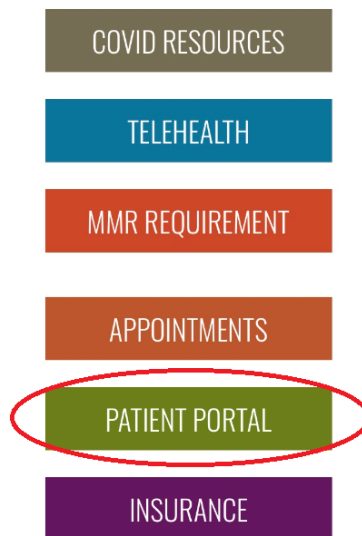 COVID RESOURCES
TELEHEALTH
MMR REQUIREMENT
APPOINTMENTS
PATIENT PORTAL
INSURANCE